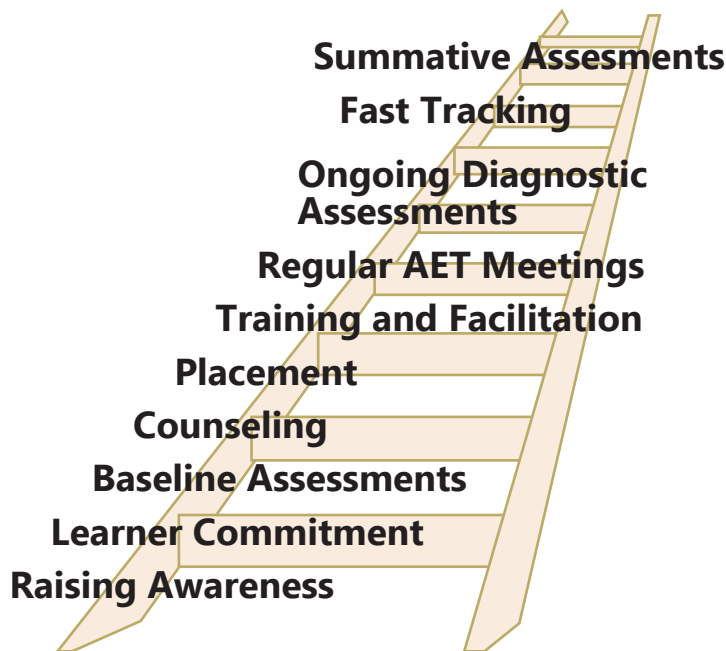 Summative Assesments
Fast Tracking
Ongoing Diagnostic
Assessments
Regular AET Meetings
Training and Facilitation
Placement
Counseling
Baseline Assessments
Learner Commitment
Raising Awareness